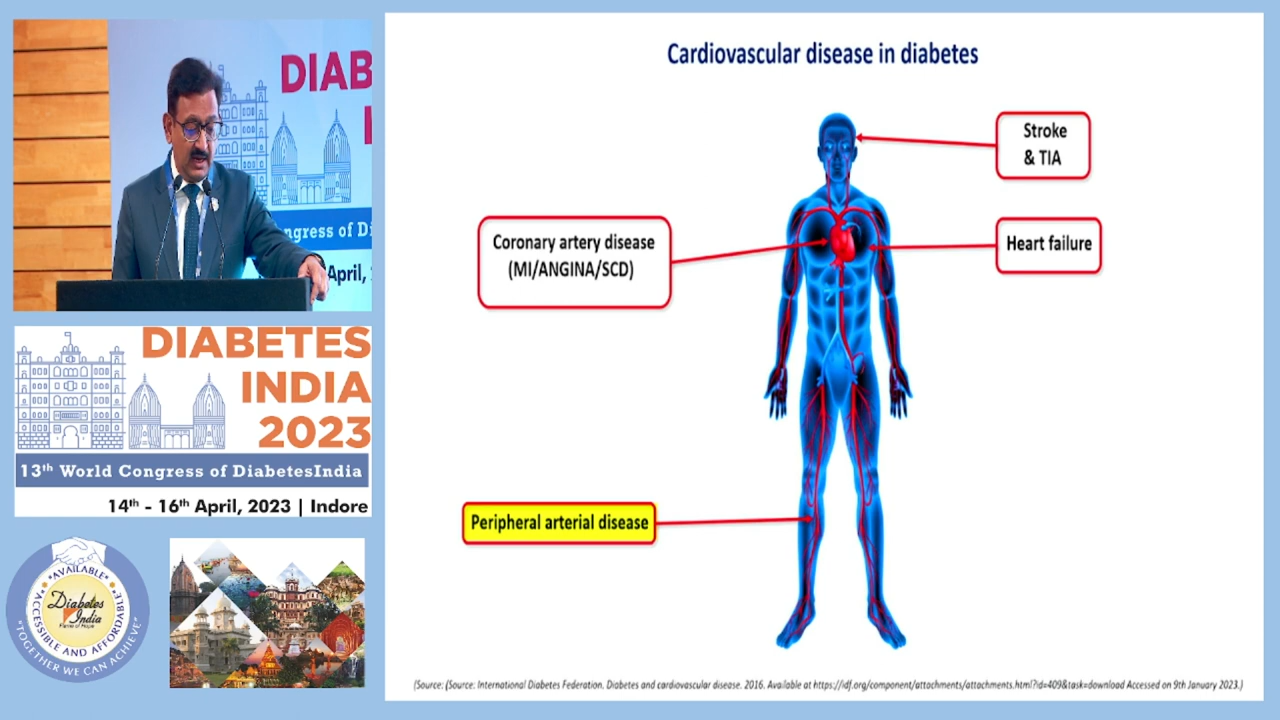 DIAB
ngress of Di
April,
DIABETES
INDIA
2023
13th World Congress of DiabetesIndia
14th - 16th April, 2023 | Indore
*AVAILABLE*
*ACCESSIBLE AND AFFORDABLE*
Diabetes
India
"TOGETHER WE CAN ACHIEVE"
Cardiovascular disease in diabetes
Stroke
& TIA
Coronary artery disease
(MI/ANGINA/SCD)
Heart failure
Peripheral arterial disease
(Source: (Source: International Diabetes Federation. Diabetes and cardiovascular disease. 2016. Available at https://idf.org/component/attachments/attachments.html?id=409&task=download Accessed on 9th January 2023.)